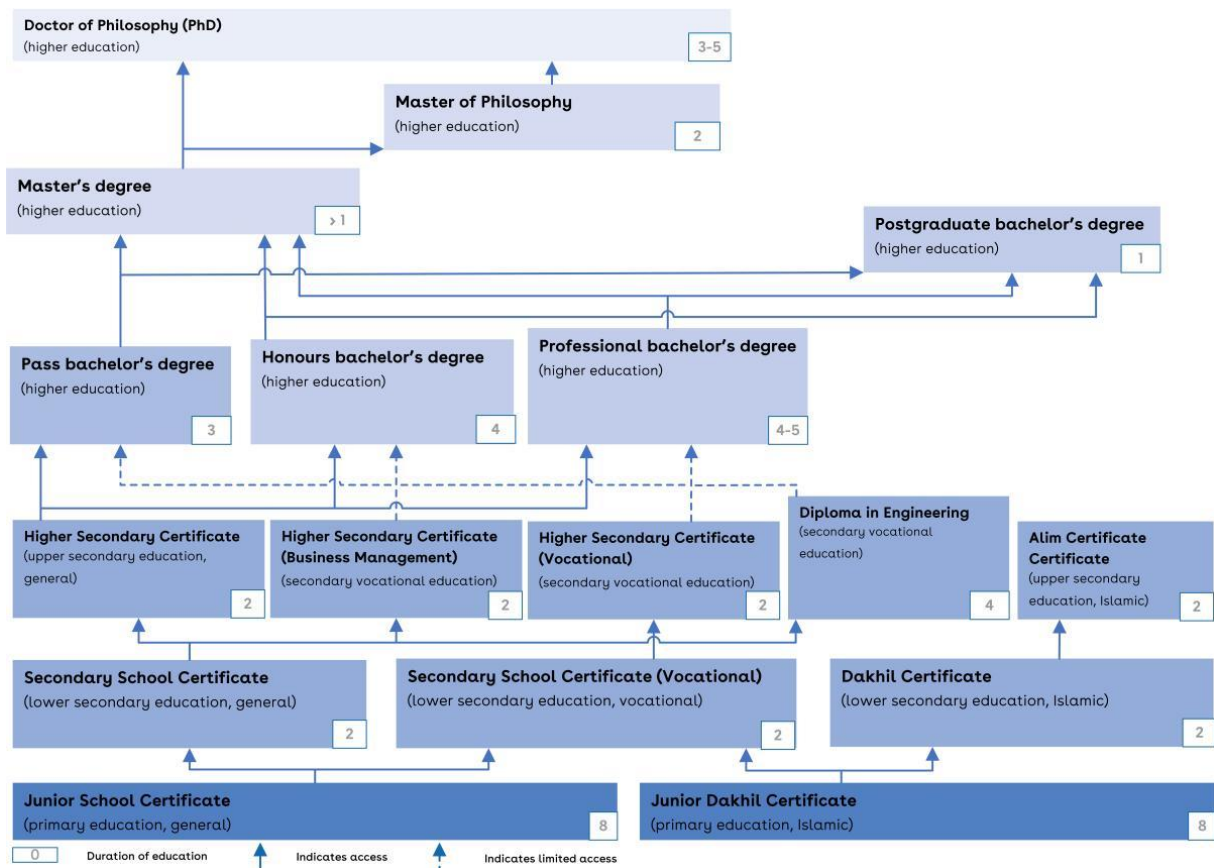 Doctor of Philosophy (PhD)
(higher education)
3-5
Master of Philosophy
(higher education)
2
Master's degree
(higher education)
> 1
Postgraduate bachelor's degree
(higher education)
1
Pass bachelor's degree
(higher education)
3
Honours bachelor's degree
(higher education)
4
Professional bachelor's degree
(higher education)
4-5
Higher Secondary Certificate
(upper secondary education,
general)
2
Higher Secondary Certificate
(Business Management)
(secondary vocational education)
2
Higher Secondary Certificate
(Vocational)
(secondary vocational education)
2
Diploma in Engineering
(secondary vocational
education)
4
Alim Certificate
Certificate
(upper secondary
education, Islamic)
2
Secondary School Certificate
(lower secondary education, general)
2
Secondary School Certificate (Vocational)
(lower secondary education, vocational)
2
Dakhil Certificate
(lower secondary education, Islamic)
2
Junior School Certificate
(primary education, general)
8
Junior Dakhil Certificate
(primary education, Islamic)
8
0 Duration of education
Indicates access
Indicates limited access